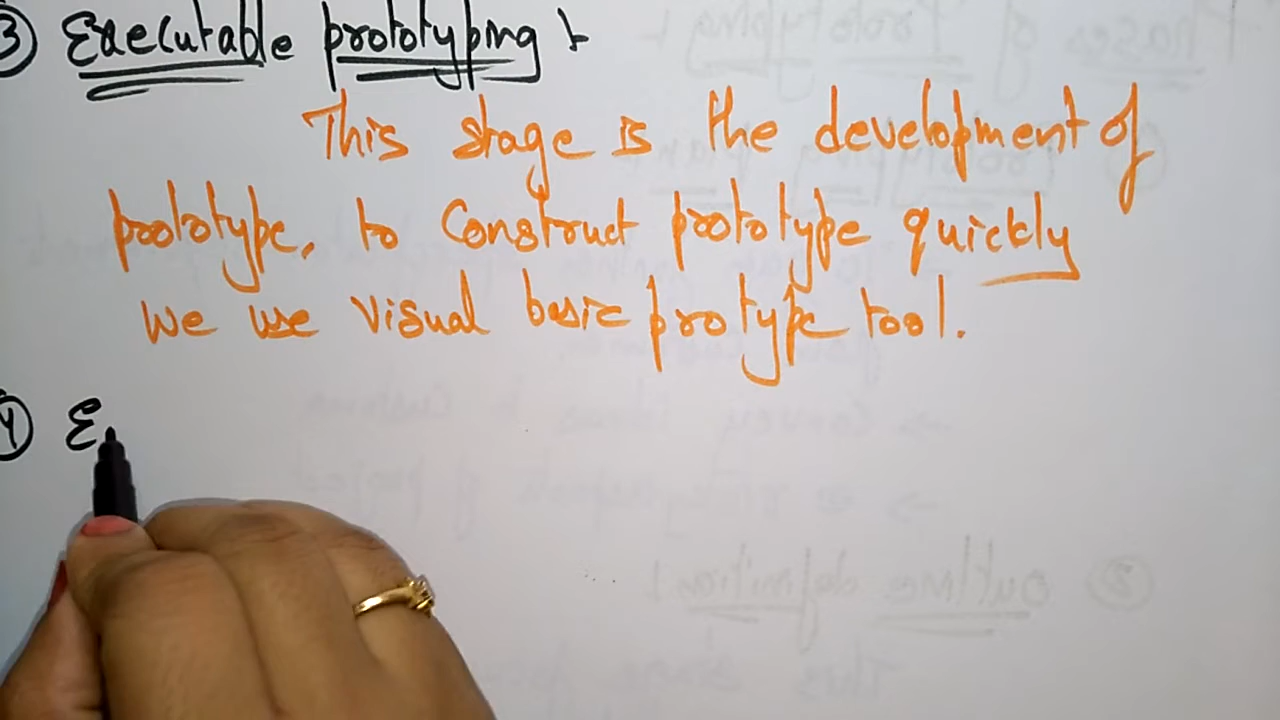 ③ Executable prototyping :-
This stage is the development of
prototype, to construct prototype quickly
we use visual basic protype tool.
④ E